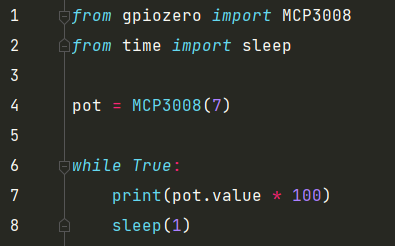 1 from gpiozero import MCP3008
2 from time import sleep
3
4 pot = MCP3008(7)
5
6 while True:
7     print(pot.value * 100)
8     sleep(1)